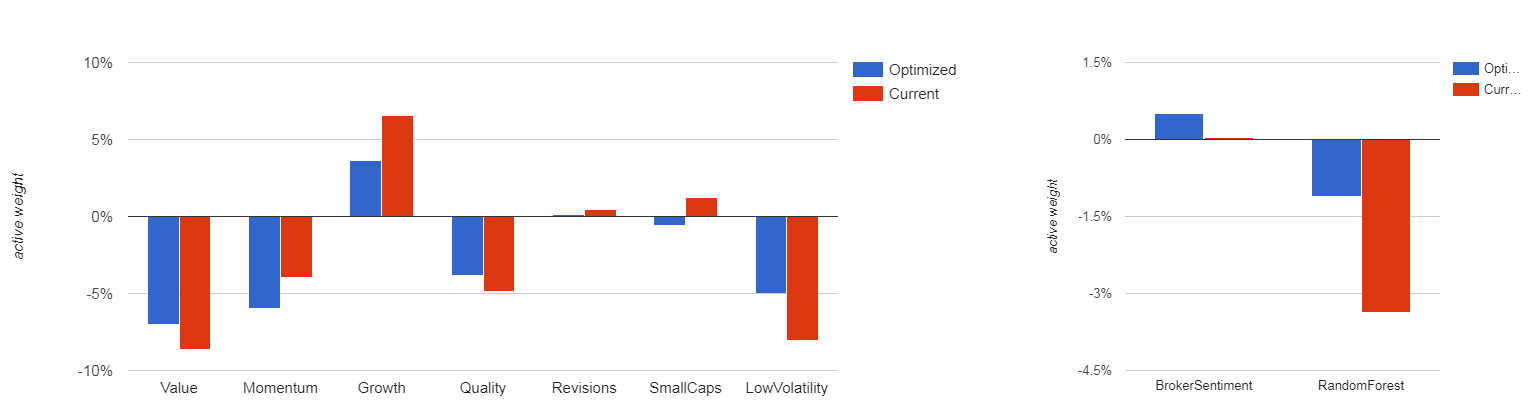 active weight
10%
5%
0%
-5%
-10%
Value Momentum Growth Quality Revisions SmallCaps LowVolatility
Optimized
Current
active weight
1.5%
0%
-1.5%
-3%
-4.5%
BrokerSentiment RandomForest
Opti...
Curr...